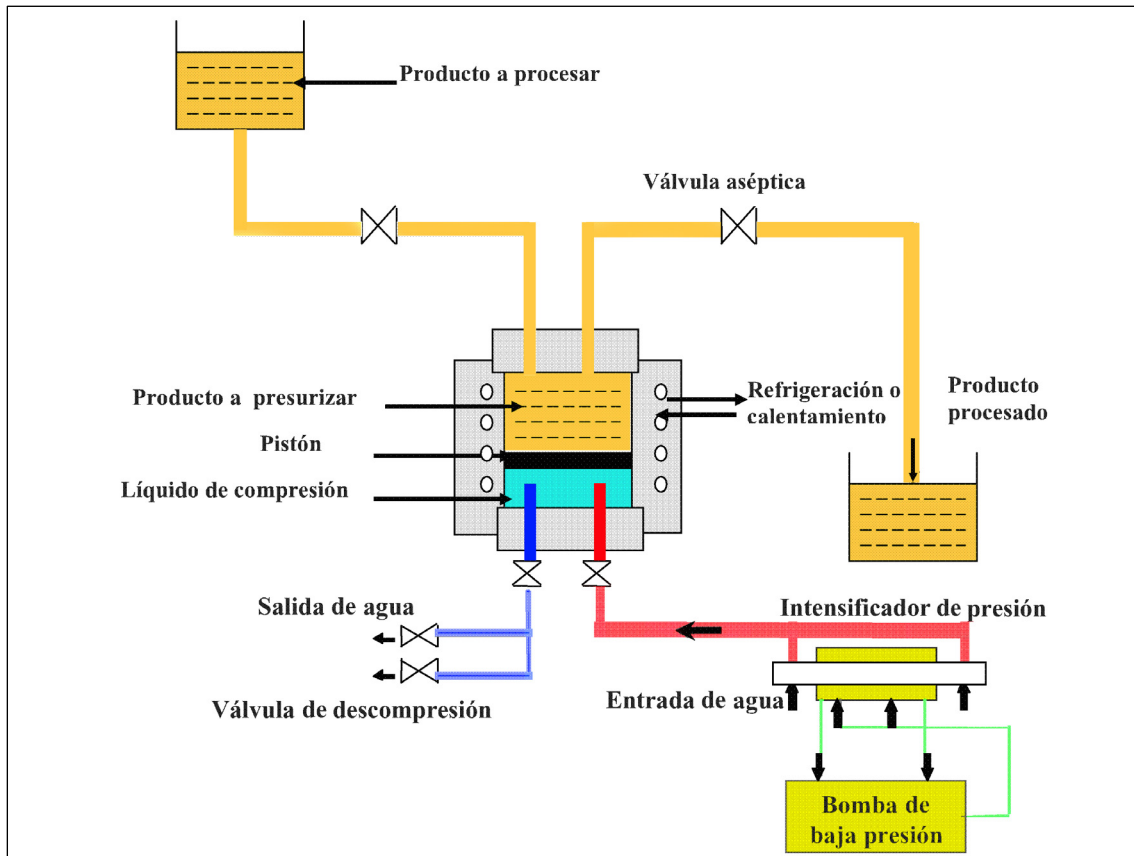 Producto a procesar
Válvula aséptica
Producto a presurizar
Refrigeración o
calentamiento
Producto
procesado
Pistón
Líquido de compresión
Salida de agua
Intensificador de presión
Entrada de agua
Válvula de descompresión
Bomba de
baja presión